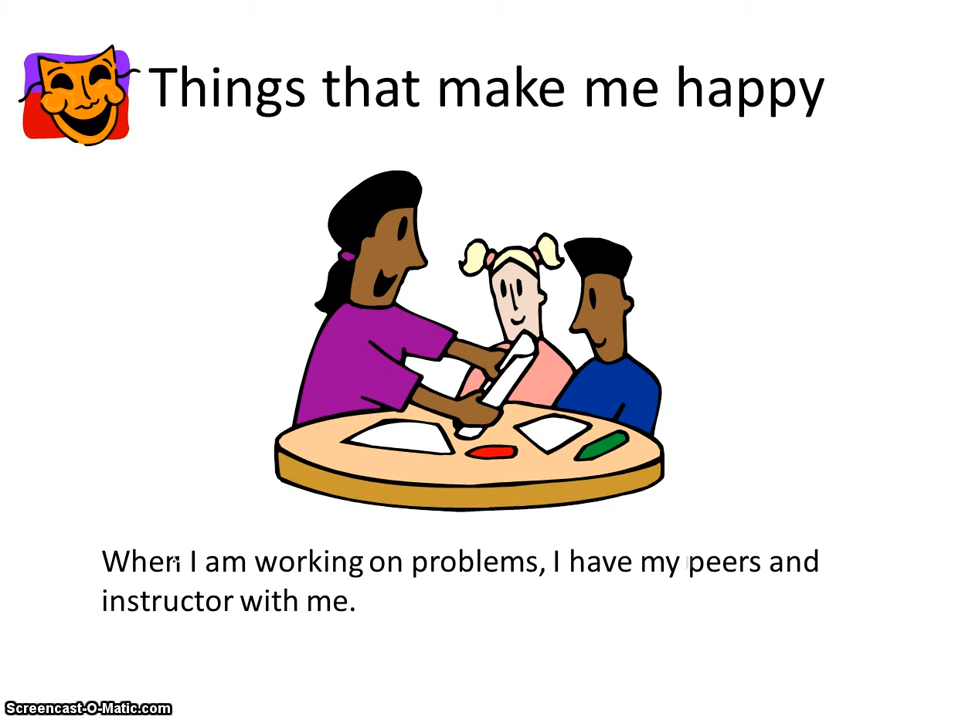 Things that make me happy
When I am working on problems, I have my peers and
instructor with me.
Screencast-O-Matic.com